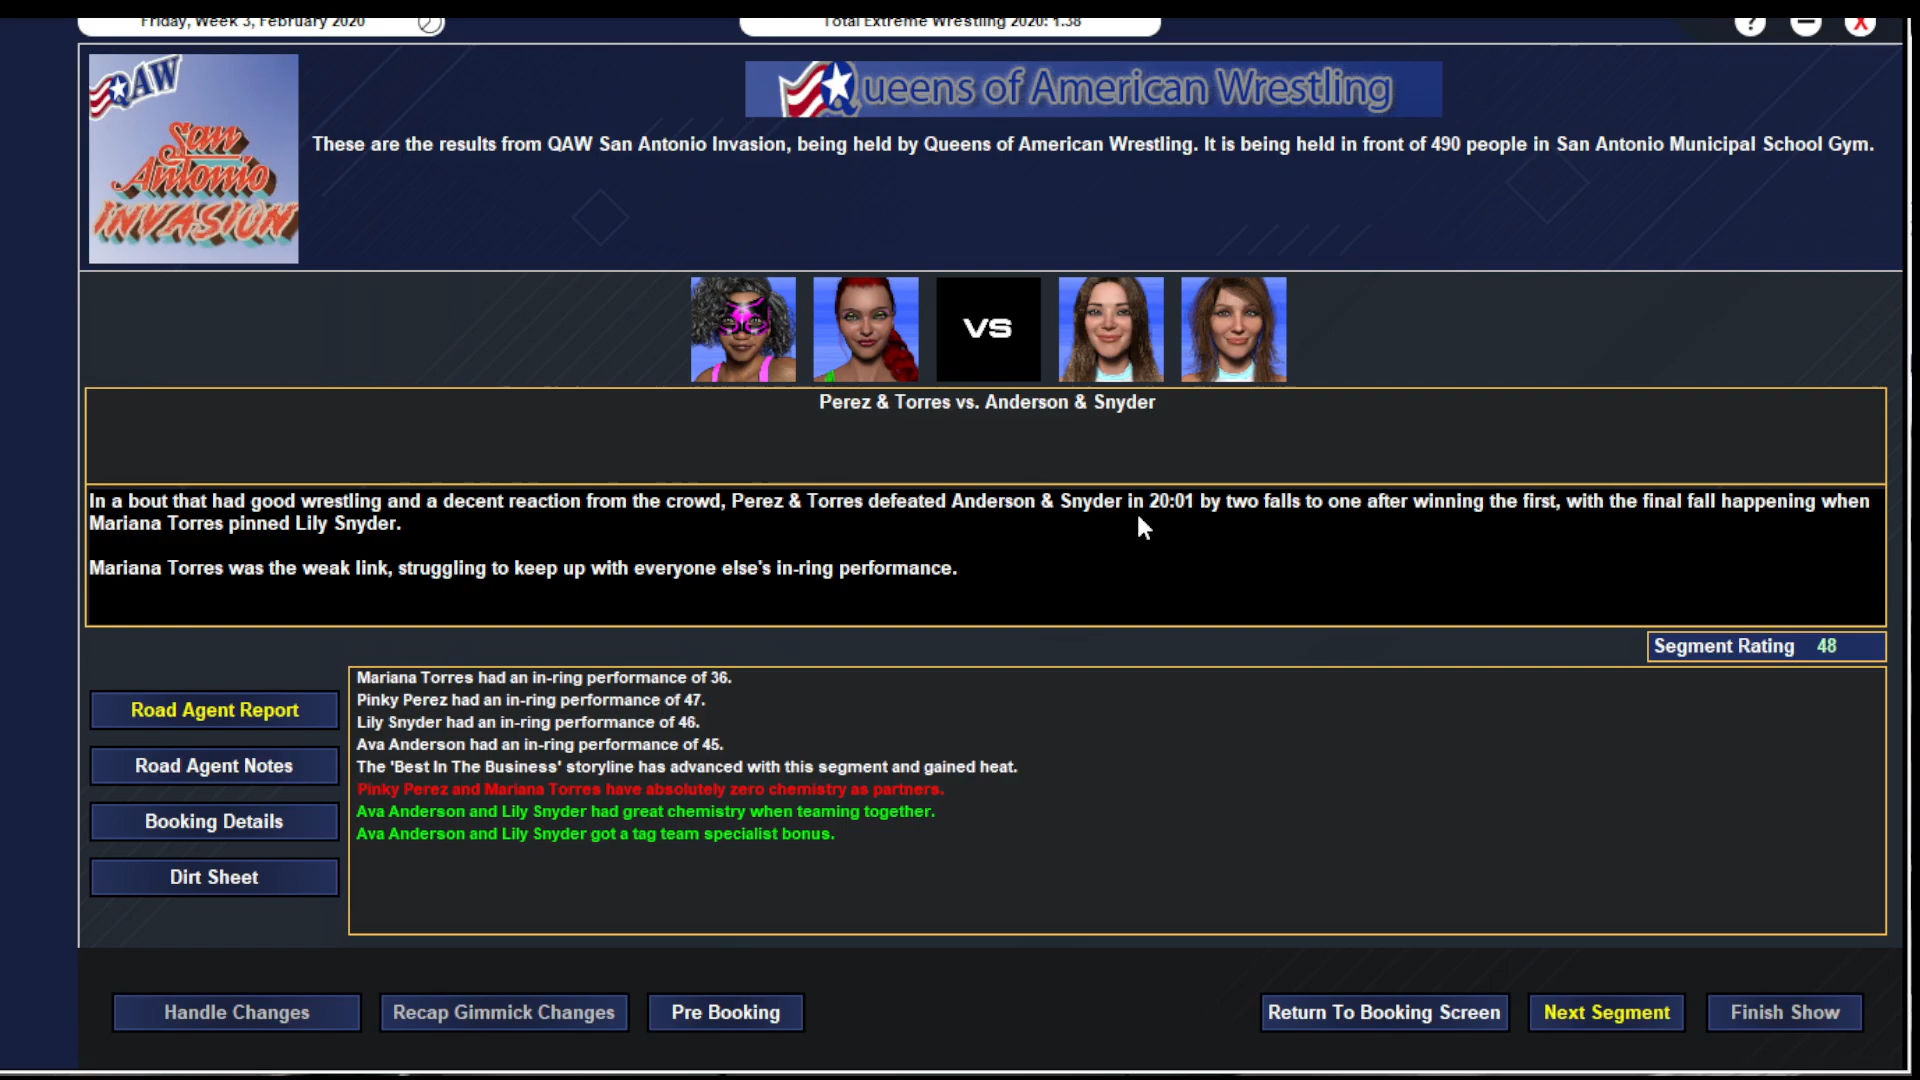 Friday, Week 3, February 2020
Total Extreme Wrestling 2020: 1.38
?
X
QAW
San
Antonio
INVASION
Queens of American Wrestling
These are the results from QAW San Antonio Invasion, being held by Queens of American Wrestling. It is being held in front of 490 people in San Antonio Municipal School Gym.
VS
Perez & Torres vs. Anderson & Snyder
In a bout that had good wrestling and a decent reaction from the crowd, Perez & Torres defeated Anderson & Snyder in 20:01 by two falls to one after winning the first, with the final fall happening when
Mariana Torres pinned Lily Snyder.
Mariana Torres was the weak link, struggling to keep up with everyone else's in-ring performance.
Segment Rating 48
Mariana Torres had an in-ring performance of 36.
Pinky Perez had an in-ring performance of 47.
Lily Snyder had an in-ring performance of 46.
Ava Anderson had an in-ring performance of 45.
The 'Best In The Business' storyline has advanced with this segment and gained heat.
Pinky Perez and Mariana Torres have absolutely zero chemistry as partners.
Ava Anderson and Lily Snyder had great chemistry when teaming together.
Ava Anderson and Lily Snyder got a tag team specialist bonus.
Road Agent Report
Road Agent Notes
Booking Details
Dirt Sheet
Handle Changes
Recap Gimmick Changes
Pre Booking
Return To Booking Screen
Next Segment
Finish Show